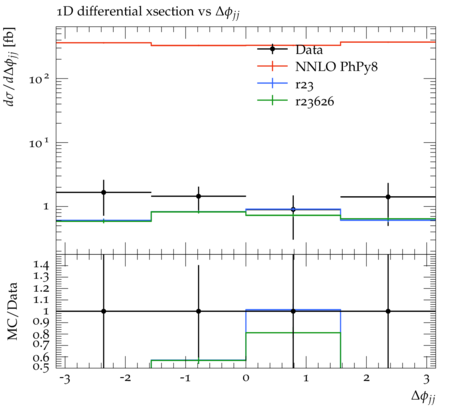 1D differential xsection vs Δϕjj
dσ/dΔϕjj [fb]
Data
NNLO PhPy8
r23
r23626
10²
10¹
1
MC/Data
1.4
1.3
1.2
1.1
1
0.9
0.8
0.7
0.6
0.5
-3 -2 -1 0 1 2 3
Δϕjj